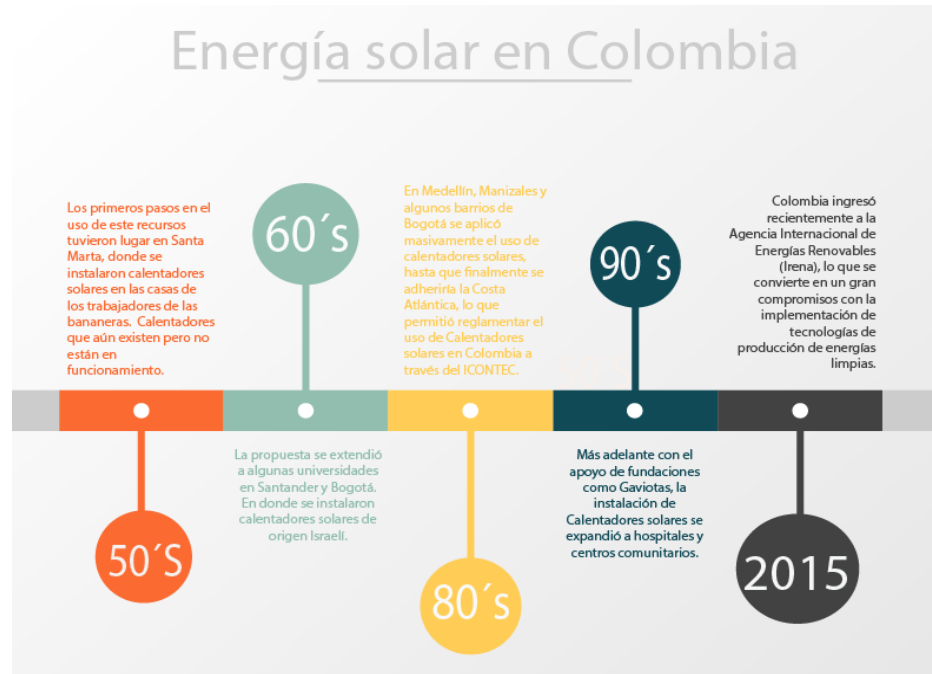 Energía solar en Colombia
Los primeros pasos en el
uso de este recursos
tuvieron lugar en Santa
Marta, donde se
instalaron calentadores
solares en las casas de
los trabajadores de las
bananeras. Calentadores
que aún existen pero no
están en
funcionamiento.
50´S
60´s
La propuesta se extendió
a algunas universidades
en Santander y Bogotá.
En donde se instalaron
calentadores solares de
origen Israelí.
En Medellín, Manizales y
algunos barrios de
Bogotá se aplicó
masivamente el uso de
calentadores solares,
hasta que finalmente se
adheriría la Costa
Atlántica, lo que
permitió reglamentar el
uso de Calentadores
solares en Colombia a
través del ICONTEC.
80´s
90´s
Más adelante con el
apoyo de fundaciones
como Gaviotas, la
instalación de
Calentadores solares se
expandió a hospitales y
centros comunitarios.
Colombia ingresó
recientemente a la
Agencia Internacional de
Energías Renovables
(Irena), lo que se
convierte en un gran
compromisos con la
implementación de
tecnologías de
producción de energías
limpias.
2015